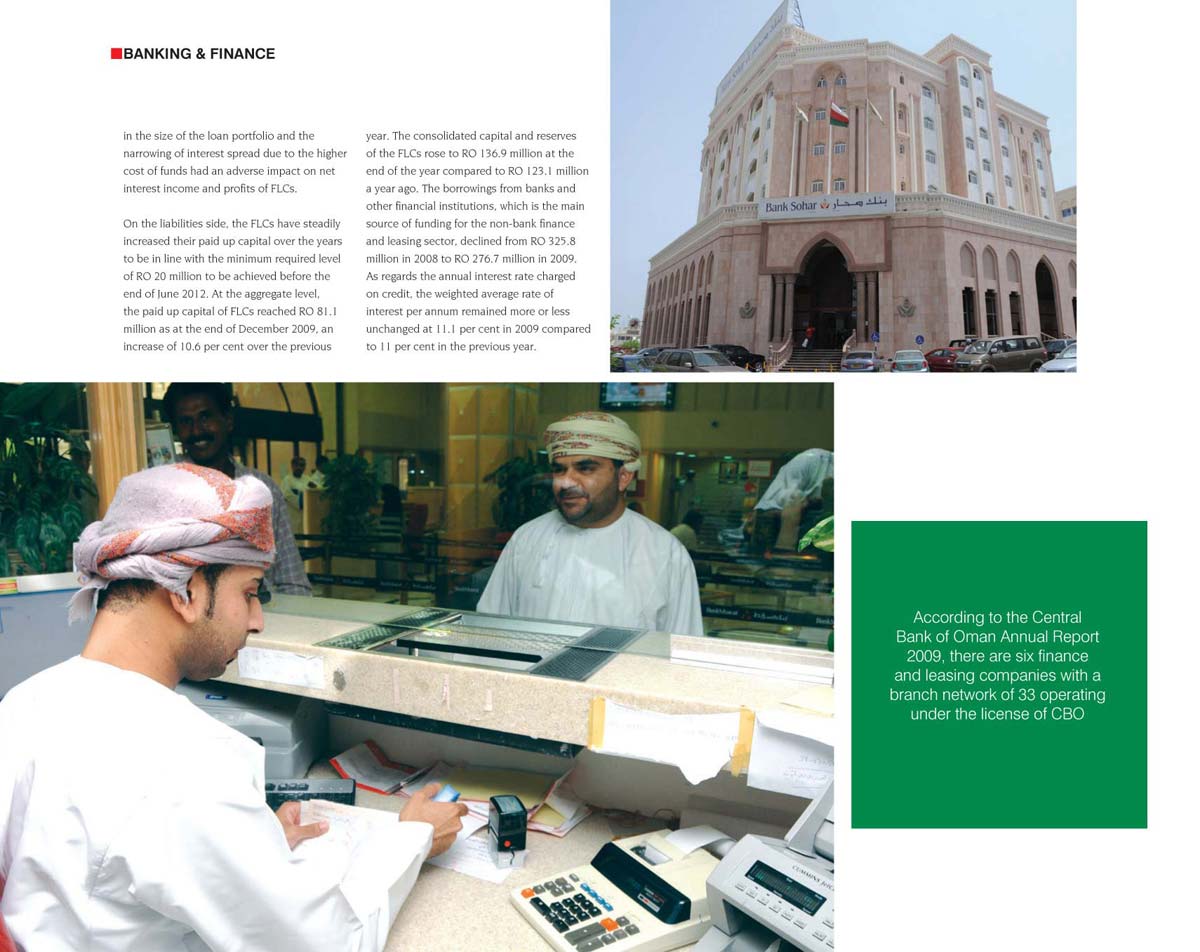 BANKING & FINANCE
in the size of the loan portfolio and the
narrowing of interest spread due to the higher
cost of funds had an adverse impact on net
interest income and profits of FLCs.
On the liabilities side, the FLCs have steadily
increased their paid up capital over the years
to be in line with the minimum required level
of RO 20 million to be achieved before the
end of June 2012. At the aggregate level,
the paid up capital of FLCs reached RO 81.1
million as at the end of December 2009, an
increase of 10.6 per cent over the previous
year. The consolidated capital and reserves
of the FLCs rose to RO 136.9 million at the
end of the year compared to RO 123.1 million
a year ago. The borrowings from banks and
other financial institutions, which is the main
source of funding for the non-bank finance
and leasing sector, declined from RO 325.8
million in 2008 to RO 276.7 million in 2009.
As regards the annual interest rate charged
on credit, the weighted average rate of
interest per annum remained more or less
unchanged at 11.1 per cent in 2009 compared
to 11 per cent in the previous year.
Bank Sohar بنك صحار
BankMuscat
CUMMINS
According to the Central
Bank of Oman Annual Report
2009, there are six finance
and leasing companies with a
branch network of 33 operating
under the license of CBO